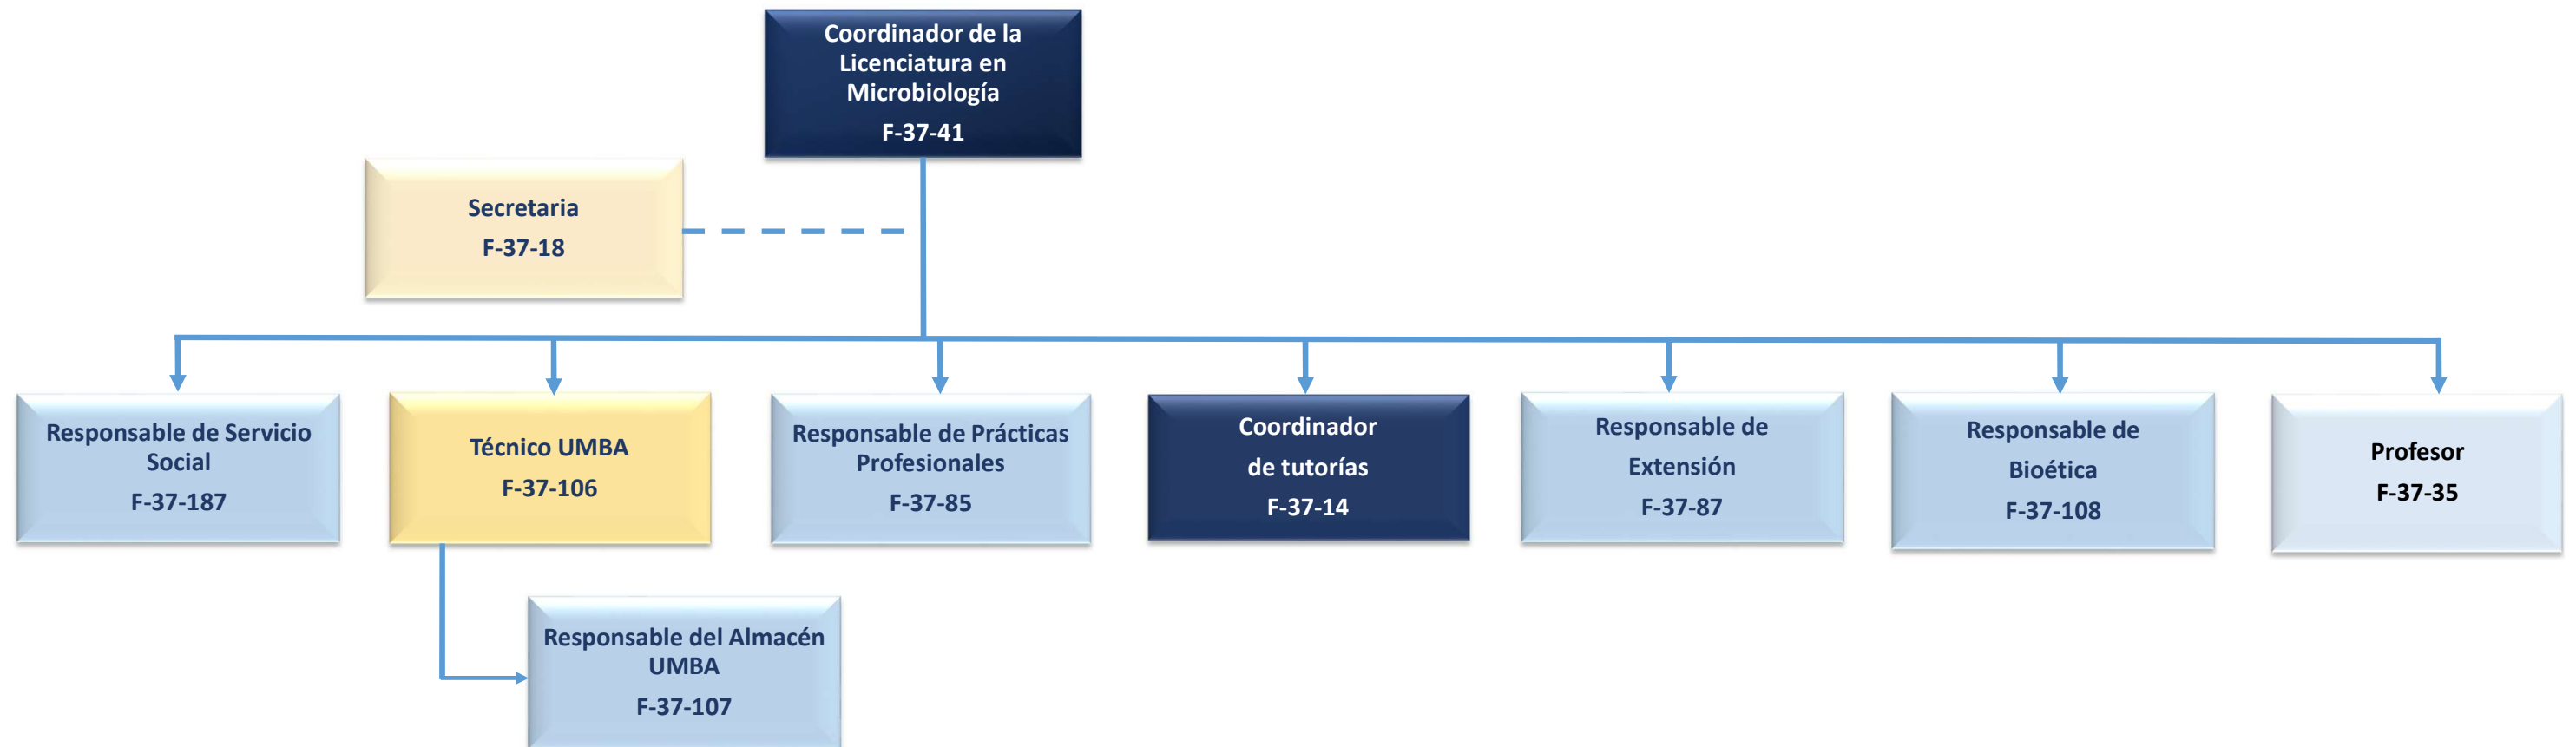 Coordinador de la
Licenciatura en
Microbiología
F-37-41
Secretaria
F-37-18
Responsable de Servicio
Social
F-37-187
Técnico UMBA
F-37-106
Responsable de Prácticas
Profesionales
F-37-85
Coordinador
de tutorías
F-37-14
Responsable de
Extensión
F-37-87
Responsable de
Bioética
F-37-108
Profesor
F-37-35
Responsable del Almacén
UMBA
F-37-107